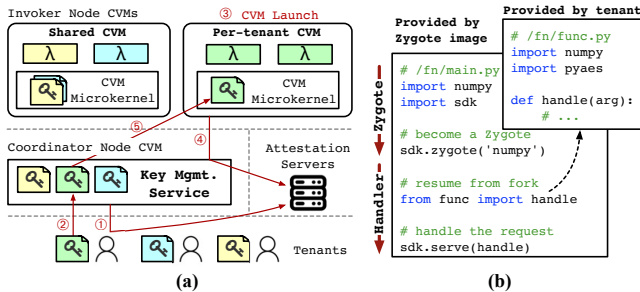 Invoker Node CVMs
③ CVM Launch
Shared CVM
λ λ
CVM
Microkernel
Per-tenant CVM
λ λ
CVM
Microkernel
⑤
④
Coordinator Node CVM
Key Mgmt.
Service
Attestation
Servers
②
①
Tenants
(a)
Provided by
Zygote image
Provided by tenant
Zygote
Handler
# /fn/main.py
import numpy
import sdk
# become a Zygote
sdk.zygote('numpy')
# resume from fork
from func import handle
# handle the request
sdk.serve(handle)
# /fn/func.py
import numpy
import pyaes
def handle(arg):
# ...
(b)